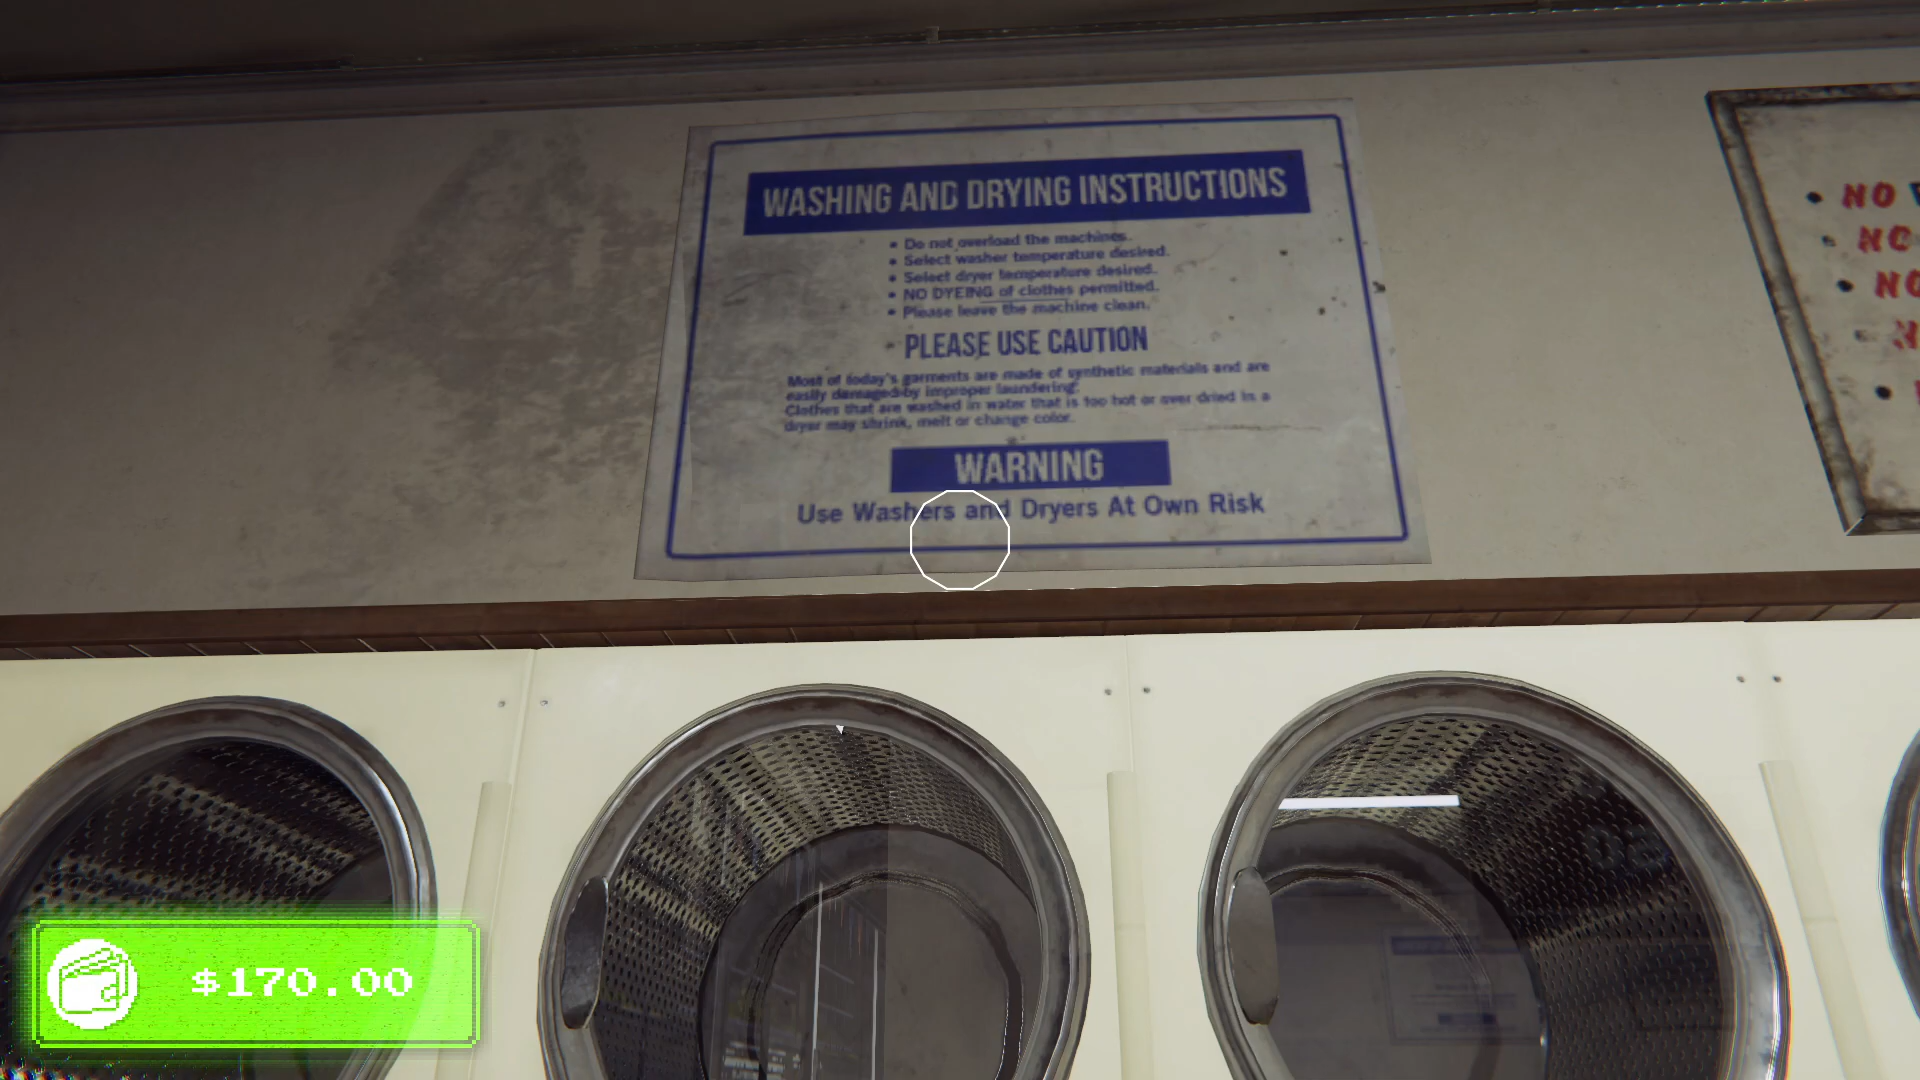 WASHING AND DRYING INSTRUCTIONS
• Do not overload the machines.
• Select washer temperature desired.
• Select dryer temperature desired.
• NO DYEING of clothes permitted.
• Please leave the machine clean.
PLEASE USE CAUTION
Most of today's garments are made of synthetic materials and are
easily damaged by improper laundering.
Clothes that are washed in water that is too hot or over dried in a
dryer may shrink, melt or change color.
WARNING
Use Washers and Dryers At Own Risk
• NO
• NO
• NO
$170.00